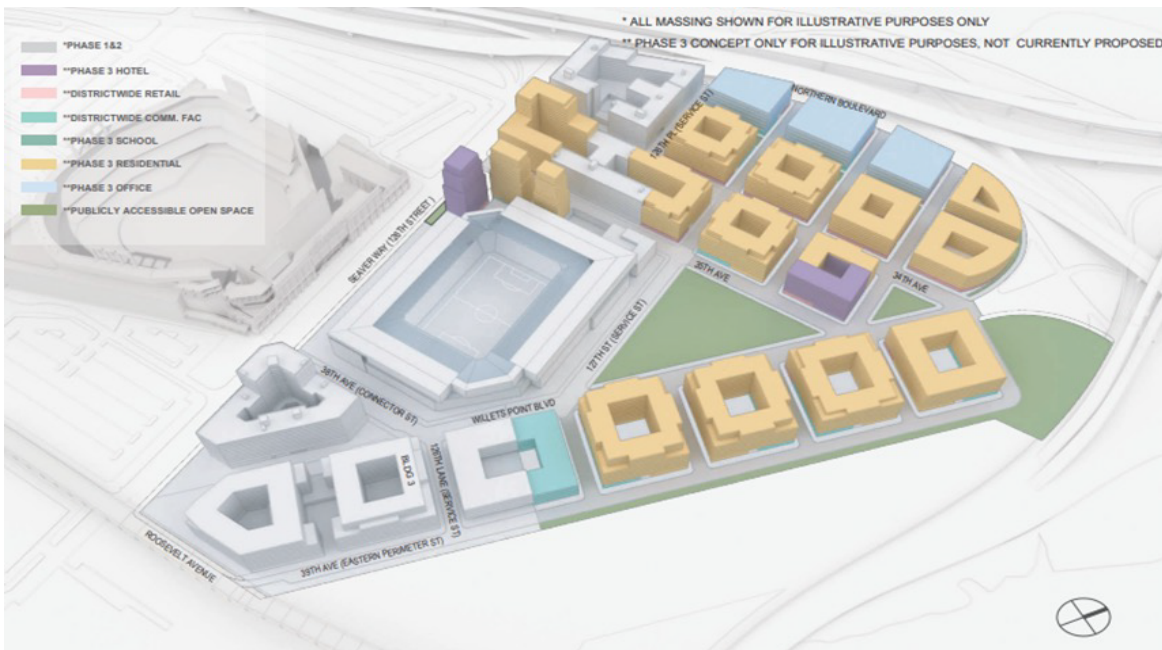 * ALL MASSING SHOWN FOR ILLUSTRATIVE PURPOSES ONLY
** PHASE 3 CONCEPT ONLY FOR ILLUSTRATIVE PURPOSES, NOT CURRENTLY PROPOSED
*PHASE 1&2
**PHASE 3 HOTEL
**DISTRICTWIDE RETAIL
**DISTRICTWIDE COMM. FAC
**PHASE 3 SCHOOL
**PHASE 3 RESIDENTIAL
**PHASE 3 OFFICE
**PUBLICLY ACCESSIBLE OPEN SPACE
NORTHERN BOULEVARD
126TH PL (SERVICE ST)
SEAVER WAY (126TH STREET)
35TH AVE
34TH AVE
127TH ST (SERVICE ST)
38TH AVE (CONNECTOR ST)
WILLETS POINT BLVD
BLDG 3
126TH LANE (SERVICE ST)
39TH AVE (EASTERN PERIMETER ST)
ROOSEVELT AVENUE